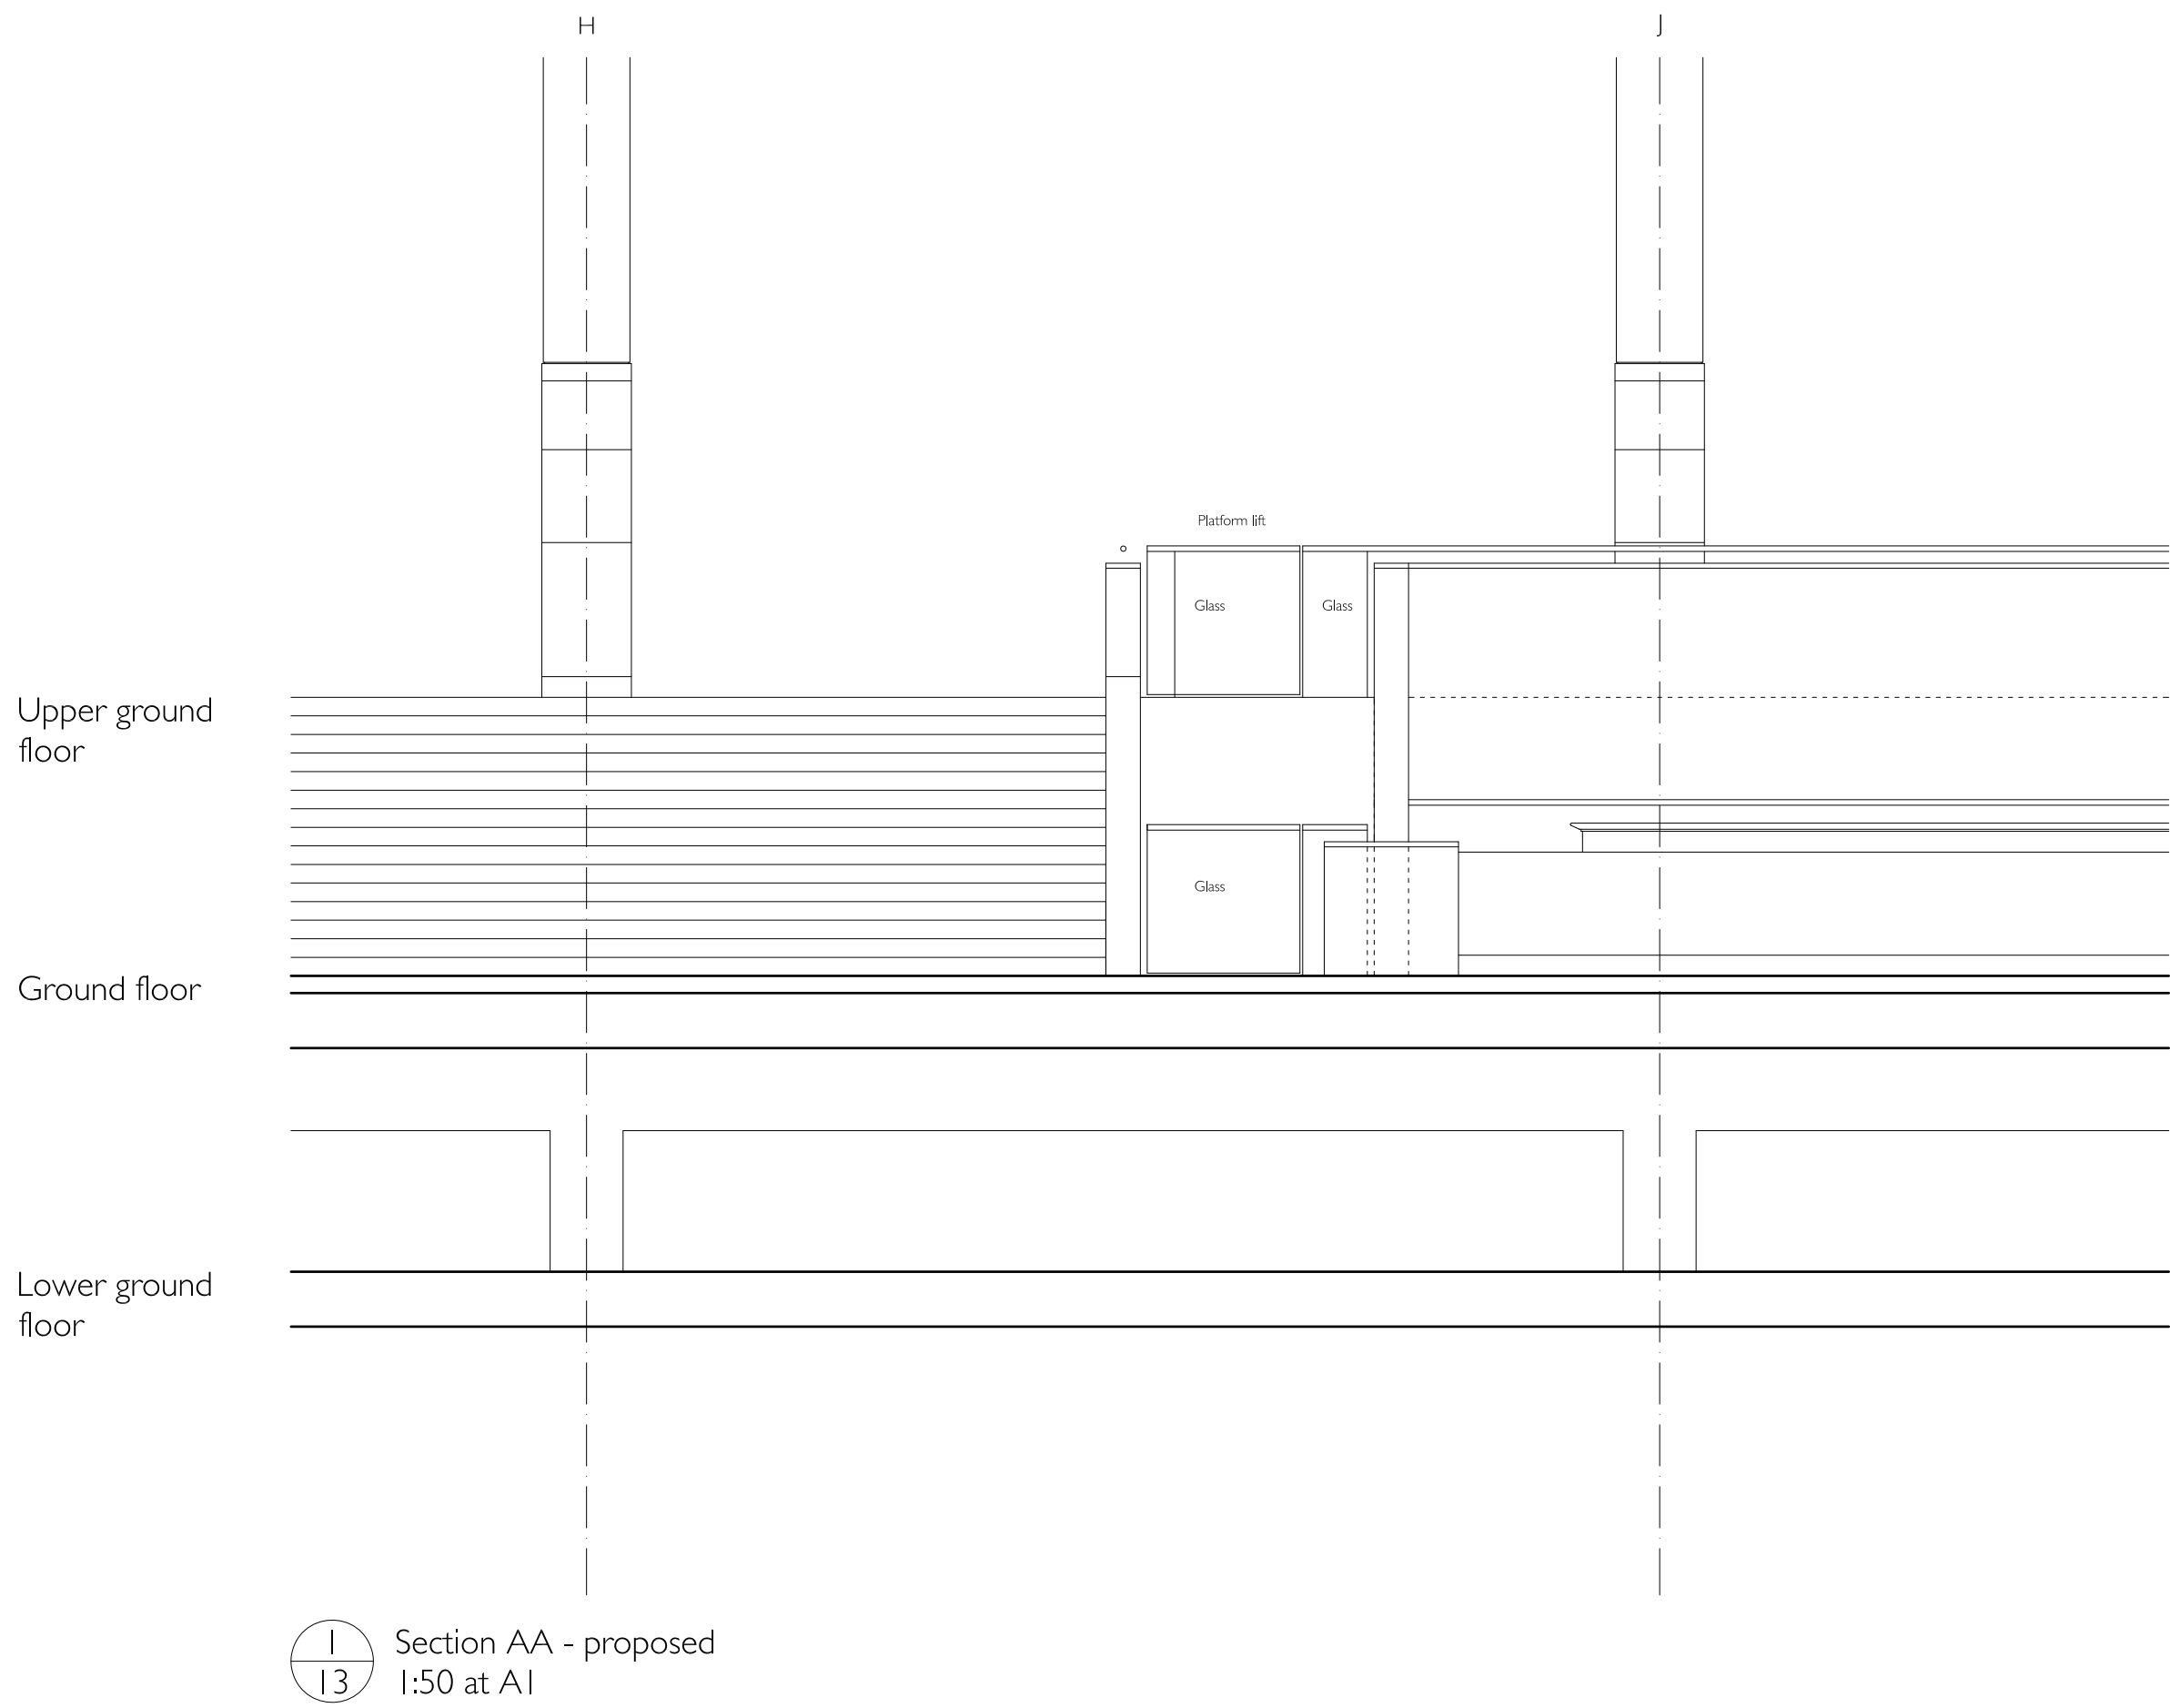 H
J
Platform lift
Glass
Glass
Upper ground
floor
Glass
Ground floor
Lower ground
floor
1
13
Section AA - proposed
1:50 at A1